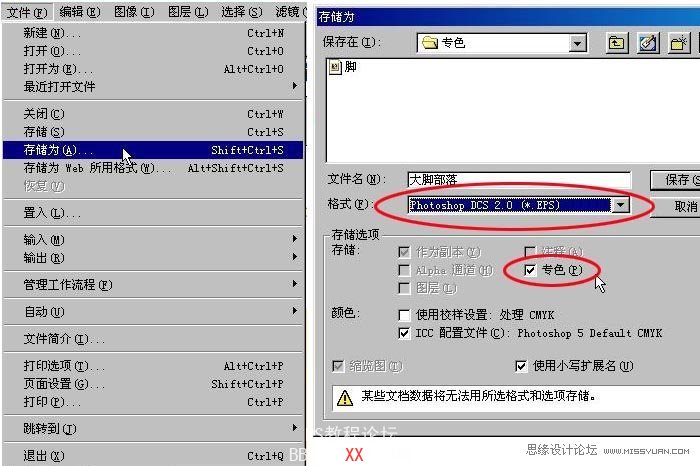 文件(F) 编辑(E) 图像(I) 图层(L) 选择(S) 滤镜(
新建(N)... Ctrl+N
打开(O)... Ctrl+O
打开为(E)... Alt+Ctrl+O
最近打开文件
关闭(C) Ctrl+W
存储(S) Ctrl+S
存储为(A)... Shift+Ctrl+S
存储为 Web 所用格式(W)... Alt+Shift+Ctrl+S
恢复(V)
置入(L)...
输入(M)
输出(R)
管理工作流程(F)
自动(U)
文件简介(I)...
打印选项(T)... Alt+Ctrl+P
页面设置(G)... Shift+Ctrl+P
打印(P)... Ctrl+P
跳转到(J)
退出(X) Ctrl+Q
存储为
保存在(I): 专色
脚
文件名(N): 大脚部落 保存(S
格式(F): Photoshop DCS 2.0 (*.EPS) 取消
存储选项
存储: 作为副本(Y) 注释(A)
Alpha 通道(H) 专色(P)
图层(L)
颜色: 使用校样设置: 处理 CMYK
ICC 配置文件(C): Photoshop 5 Default CMYK
缩览图(T) 使用小写扩展名(U)
某些文档数据将无法用所选格式和选项存储。
S教程论坛
BB XX
思缘设计论坛 WWW.MISSYUAN.COM